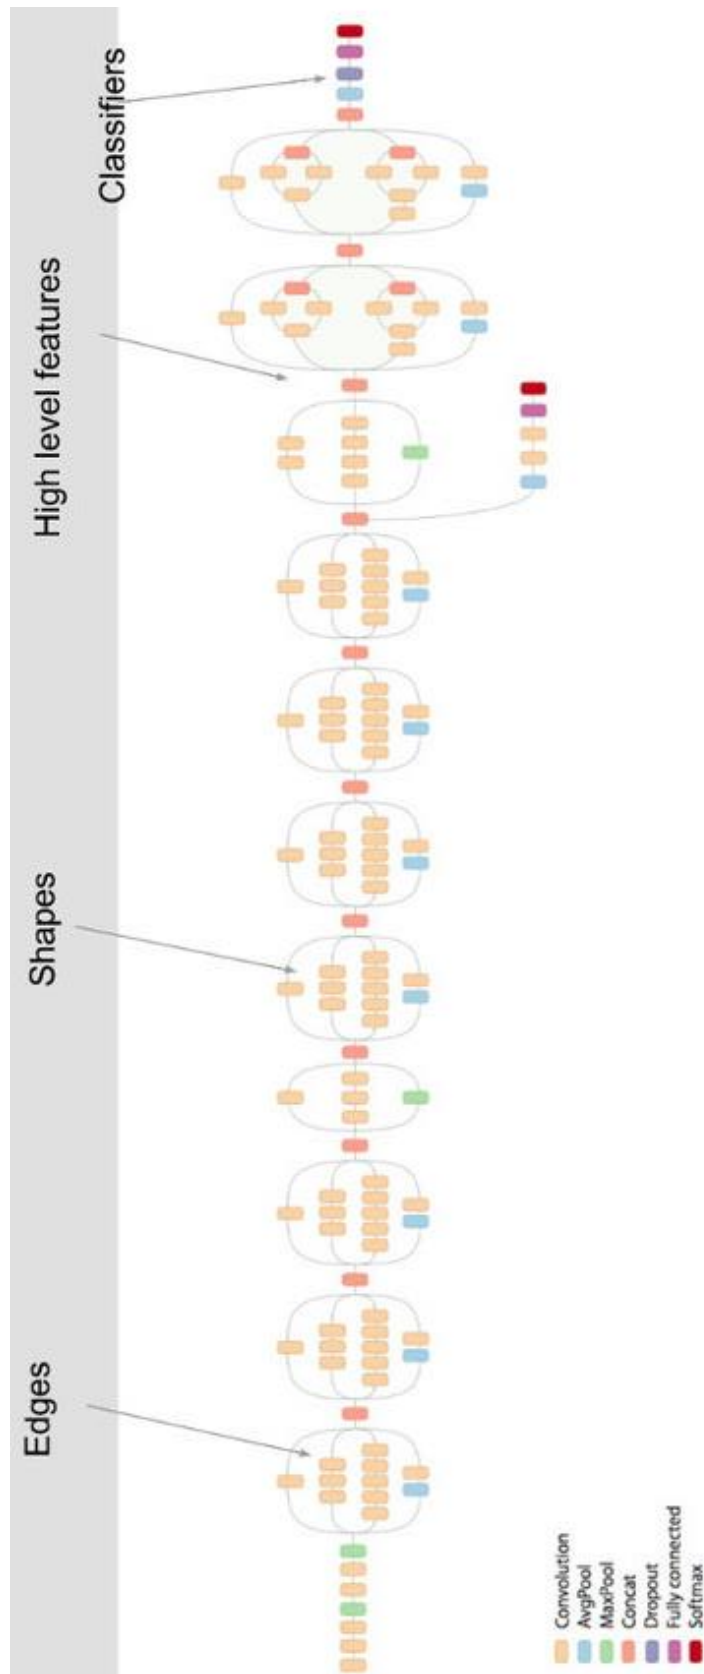 Classifiers
High level features
Shapes
Edges
Convolution
AvgPool
MaxPool
Concat
Dropout
Fully connected
Softmax